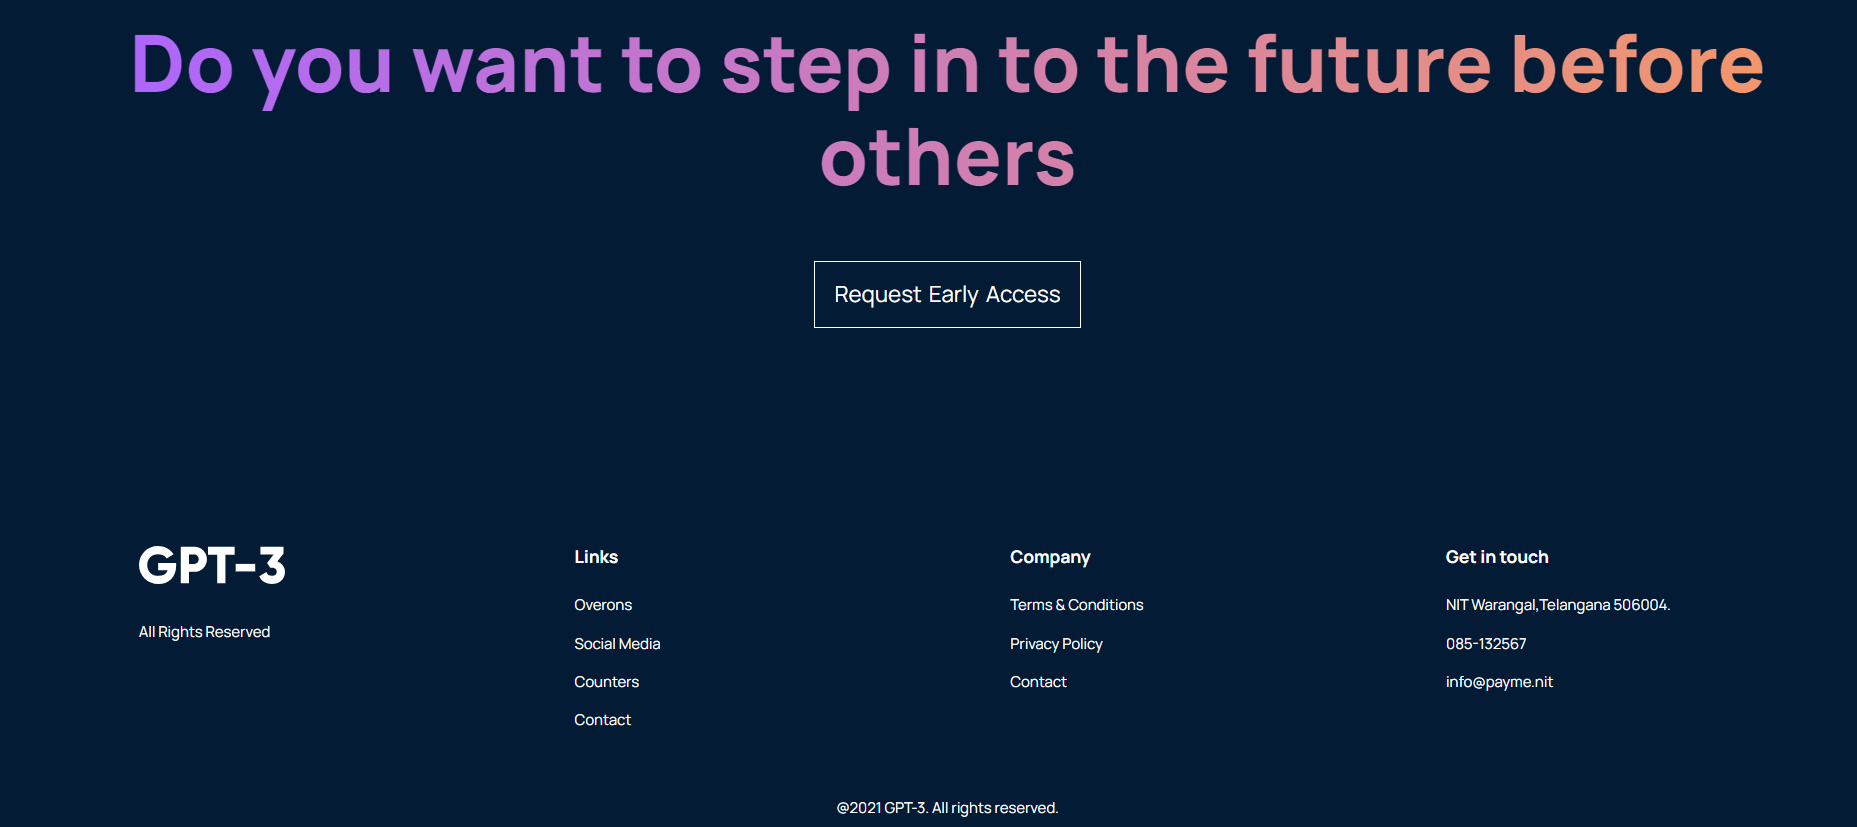 Do you want to step in to the future before
others
Request Early Access
GPT-3
All Rights Reserved
Links
Overons
Social Media
Counters
Contact
Company
Terms & Conditions
Privacy Policy
Contact
Get in touch
NIT Warangal,Telangana 506004.
085-132567
info@payme.nit
@2021 GPT-3. All rights reserved.